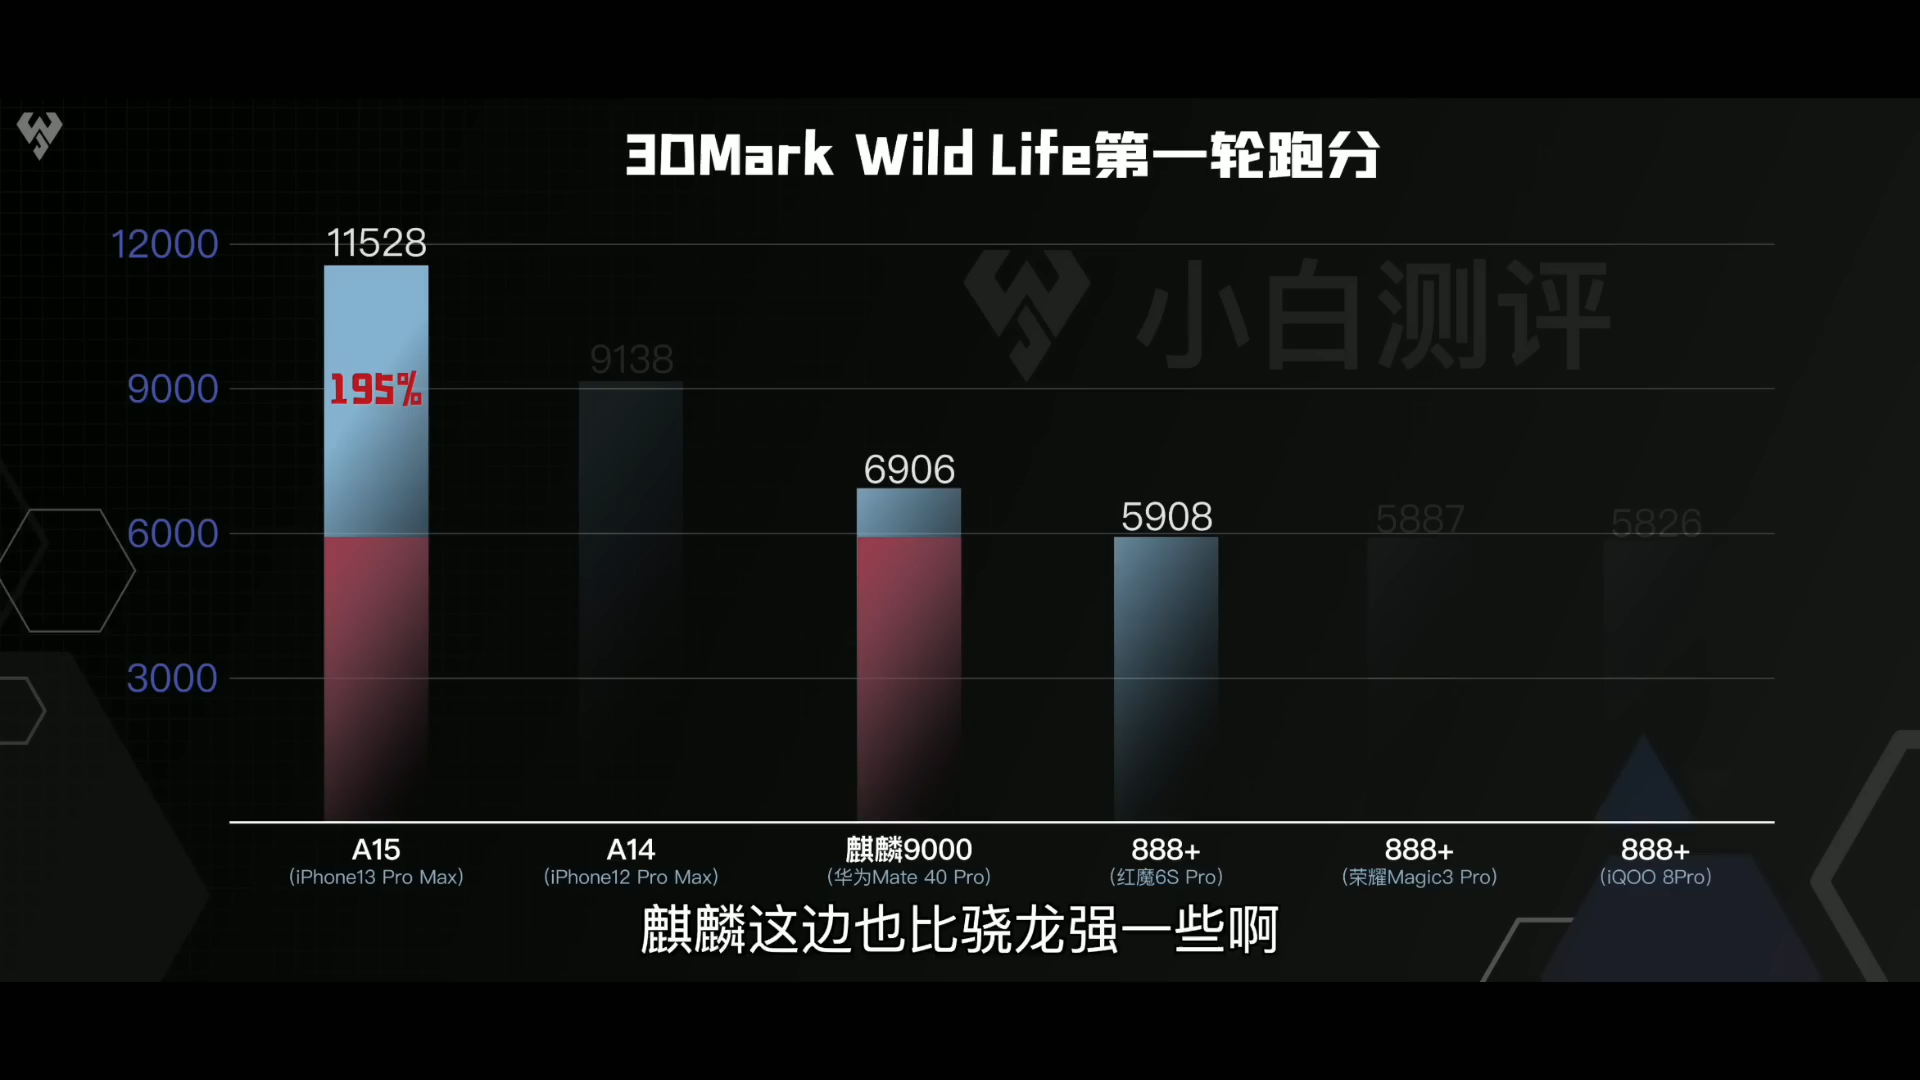 3DMark Wild Life第一轮跑分
小白测评
12000
9000
6000
3000
11528
195%
9138
6906
5908
5887
5826
A15
(iPhone13 Pro Max)
A14
(iPhone12 Pro Max)
麒麟9000
(华为Mate 40 Pro)
888+
(红魔6S Pro)
888+
(荣耀Magic3 Pro)
888+
(iQOO 8Pro)
麒麟这边也比骁龙强一些啊